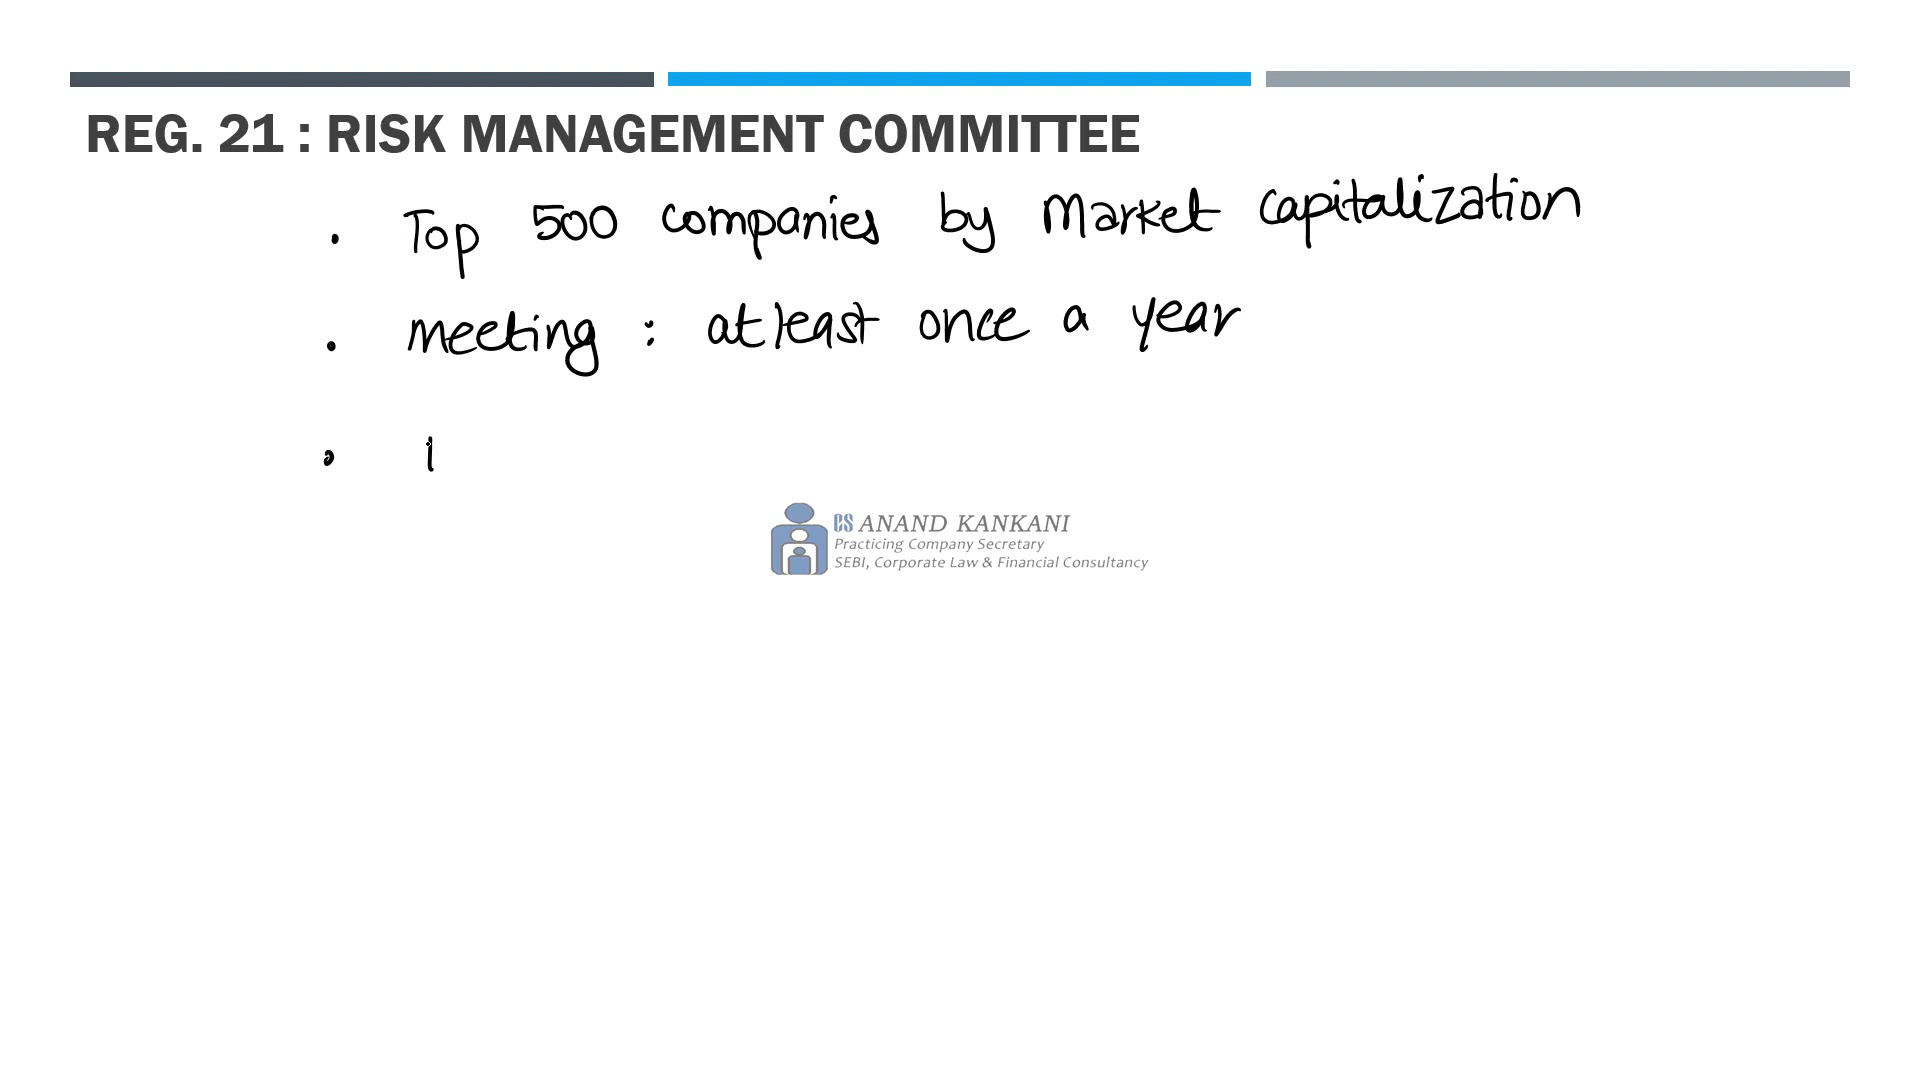 REG. 21 : RISK MANAGEMENT COMMITTEE
. Top 500 companies by Market capitalization
. meeting : atleast once a year
.
CS ANAND KANKANI
Practicing Company Secretary
SEBI, Corporate Law & Financial Consultancy